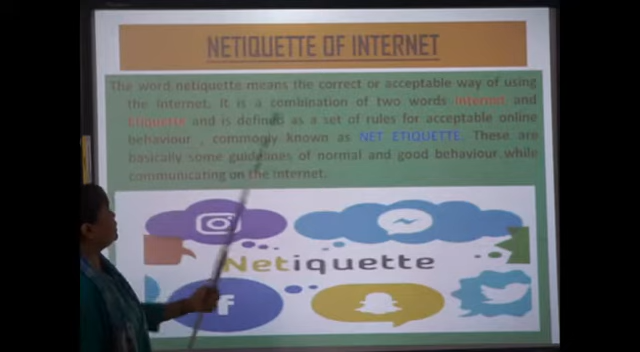 NETIQUETTE OF INTERNET
The word netiquette means the correct or acceptable way of using
the internet. It is a combination of two words Internet and
Etiquette and is defined as a set of rules for acceptable online
behaviour , commonly known as NET ETIQUETTE. These are
basically some guidelines of normal and good behaviour while
communicating on the internet.
Netiquette
f